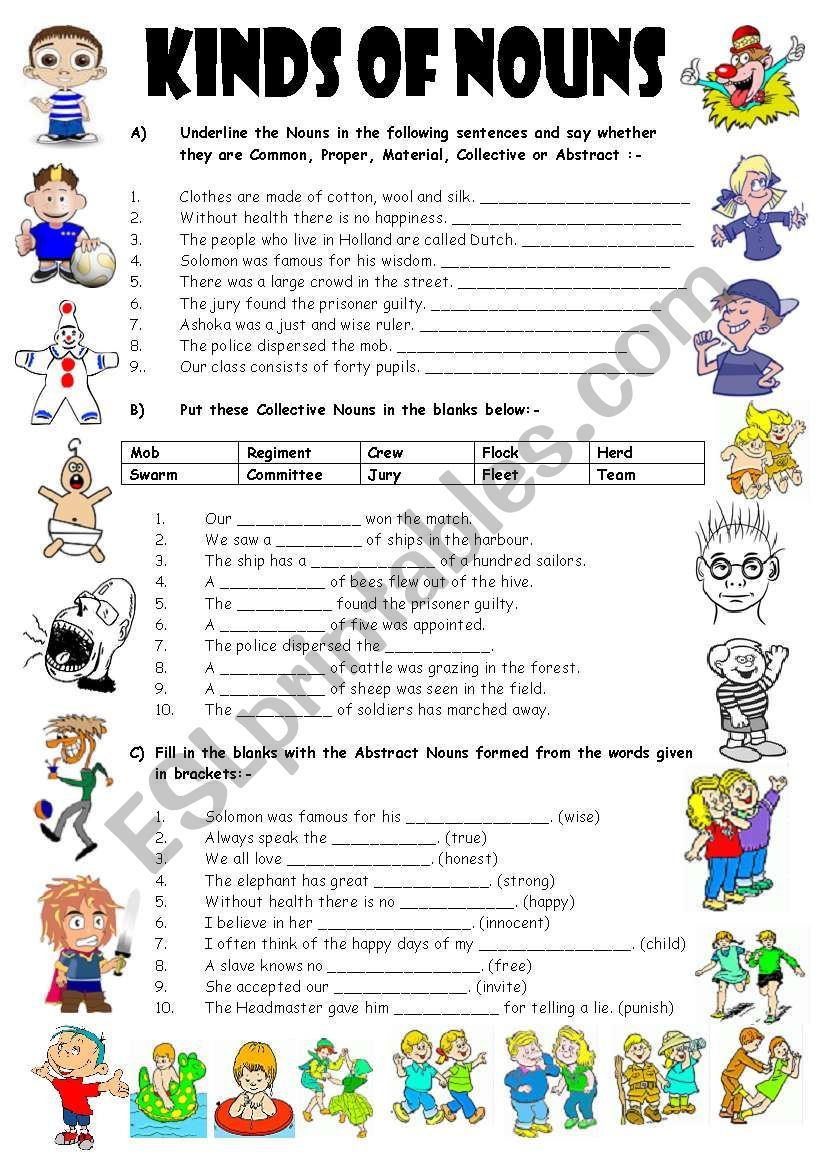 KINDS OF NOUNS
A) Underline the Nouns in the following sentences and say whether
they are Common, Proper, Material, Collective or Abstract :-
1. Clothes are made of cotton, wool and silk. ______________________
2. Without health there is no happiness. ________________________
3. The people who live in Holland are called Dutch. __________________
4. Solomon was famous for his wisdom. ________________________
5. There was a large crowd in the street. ________________________
6. The jury found the prisoner guilty. ________________________
7. Ashoka was a just and wise ruler. ________________________
8. The police dispersed the mob. ________________________
9.. Our class consists of forty pupils. ________________________
B) Put these Collective Nouns in the blanks below:-
Mob Regiment Crew Flock Herd
Swarm Committee Jury Fleet Team
1. Our _____________ won the match.
2. We saw a _________ of ships in the harbour.
3. The ship has a _____________ of a hundred sailors.
4. A ___________ of bees flew out of the hive.
5. The __________ found the prisoner guilty.
6. A ___________ of five was appointed.
7. The police dispersed the ___________.
8. A ___________ of cattle was grazing in the forest.
9. A ___________ of sheep was seen in the field.
10. The __________ of soldiers has marched away.
C) Fill in the blanks with the Abstract Nouns formed from the words given
in brackets:-
1. Solomon was famous for his _______________. (wise)
2. Always speak the ___________. (true)
3. We all love _______________. (honest)
4. The elephant has great ____________. (strong)
5. Without health there is no ____________. (happy)
6. I believe in her ________________. (innocent)
7. I often think of the happy days of my ________________. (child)
8. A slave knows no ________________. (free)
9. She accepted our ______________. (invite)
10. The Headmaster gave him ___________ for telling a lie. (punish)
ESLprintables.com